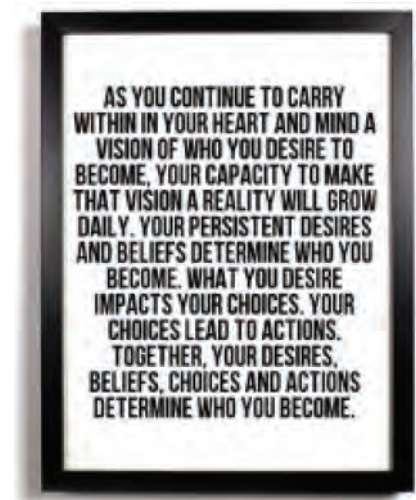 AS YOU CONTINUE TO CARRY
WITHIN IN YOUR HEART AND MIND A
VISION OF WHO YOU DESIRE TO
BECOME, YOUR CAPACITY TO MAKE
THAT VISION A REALITY WILL GROW
DAILY. YOUR PERSISTENT DESIRES
AND BELIEFS DETERMINE WHO YOU
BECOME. WHAT YOU DESIRE
IMPACTS YOUR CHOICES. YOUR
CHOICES LEAD TO ACTIONS.
TOGETHER, YOUR DESIRES,
BELIEFS, CHOICES AND ACTIONS
DETERMINE WHO YOU BECOME.